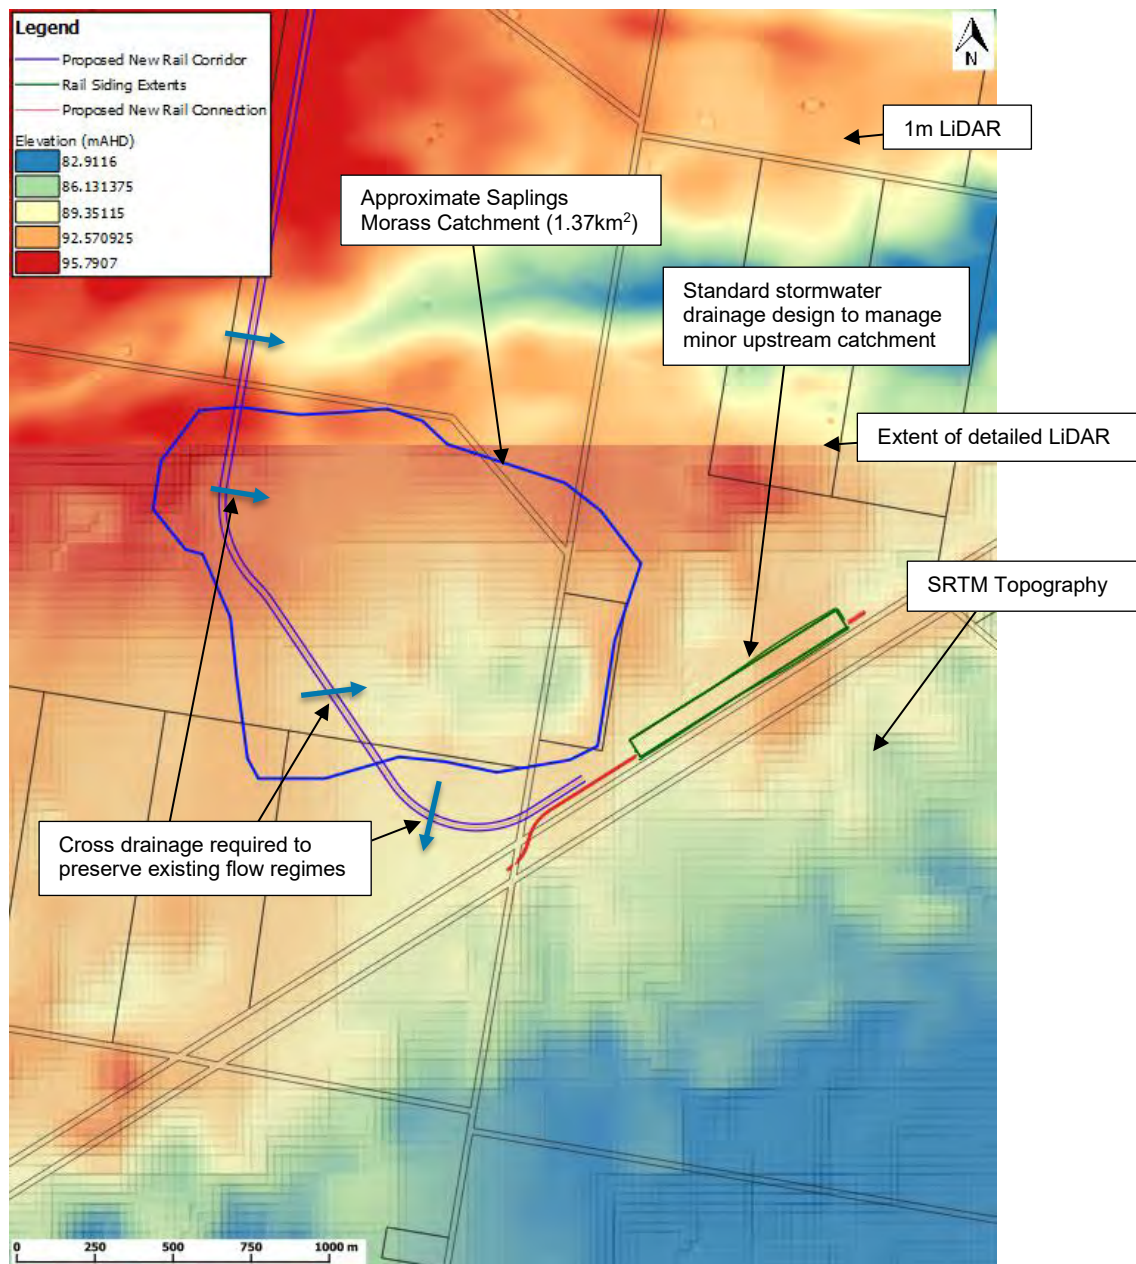 Legend
Proposed New Rail Corridor
Rail Siding Extents
Proposed New Rail Connection
Elevation (mAHD)
82.9116
86.131375
89.35115
92.570925
95.7907
N
1m LiDAR
Approximate Saplings
Morass Catchment (1.37km²)
Standard stormwater
drainage design to manage
minor upstream catchment
Extent of detailed LiDAR
SRTM Topography
Cross drainage required to
preserve existing flow regimes
0 250 500 750 1000 m